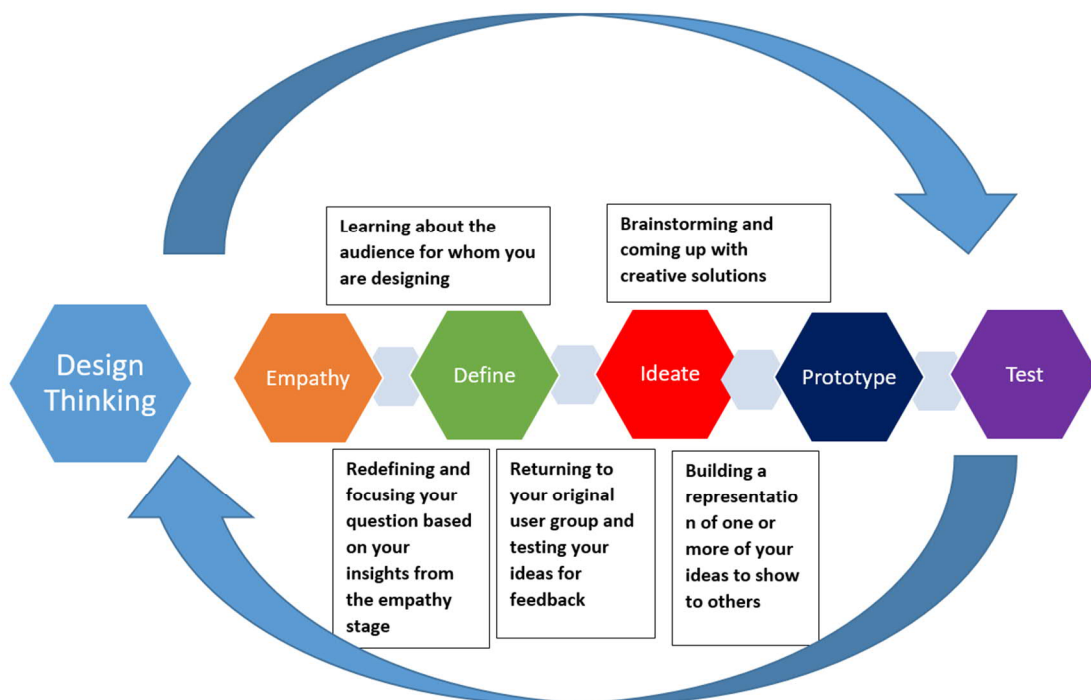 Learning about the
audience for whom you
are designing
Brainstorming and
coming up with
creative solutions
Design
Thinking
Empathy
Define
Ideate
Prototype
Test
Redefining and
focusing your
question based
on your
insights from
the empathy
stage
Returning to
your original
user group and
testing your
ideas for
feedback
Building a
representatio
n of one or
more of your
ideas to show
to others